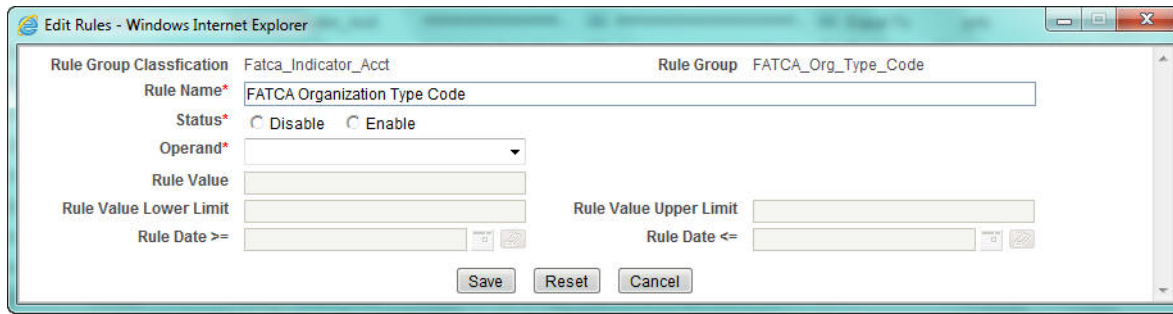 Edit Rules - Windows Internet Explorer
Rule Group Classfication Fatca_Indicator_Acct Rule Group FATCA_Org_Type_Code
Rule Name* FATCA Organization Type Code
Status* Disable Enable
Operand*
Rule Value
Rule Value Lower Limit Rule Value Upper Limit
Rule Date >= Rule Date <=
Save Reset Cancel